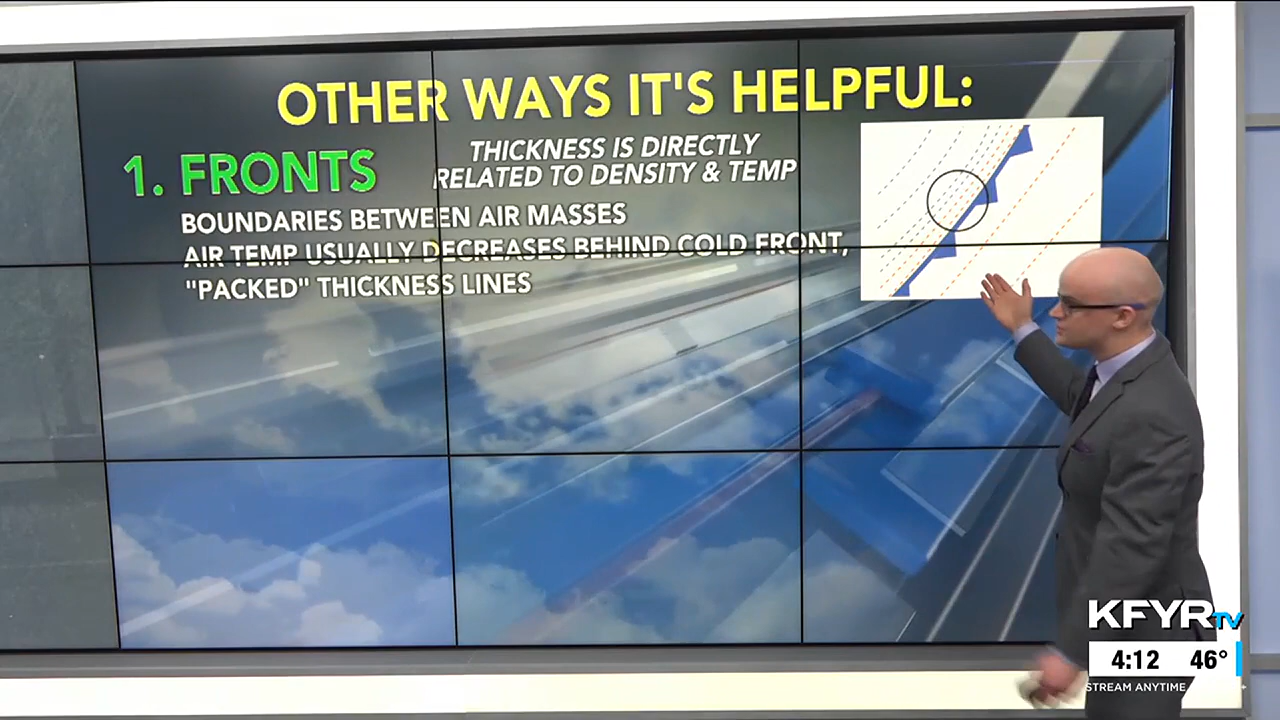 OTHER WAYS IT'S HELPFUL:
1. FRONTS
THICKNESS IS DIRECTLY
RELATED TO DENSITY & TEMP
BOUNDARIES BETWEEN AIR MASSES
AIR TEMP USUALLY DECREASES BEHIND COLD FRONT,
"PACKED" THICKNESS LINES
KFYR TV
4:12 46°
STREAM ANYTIME